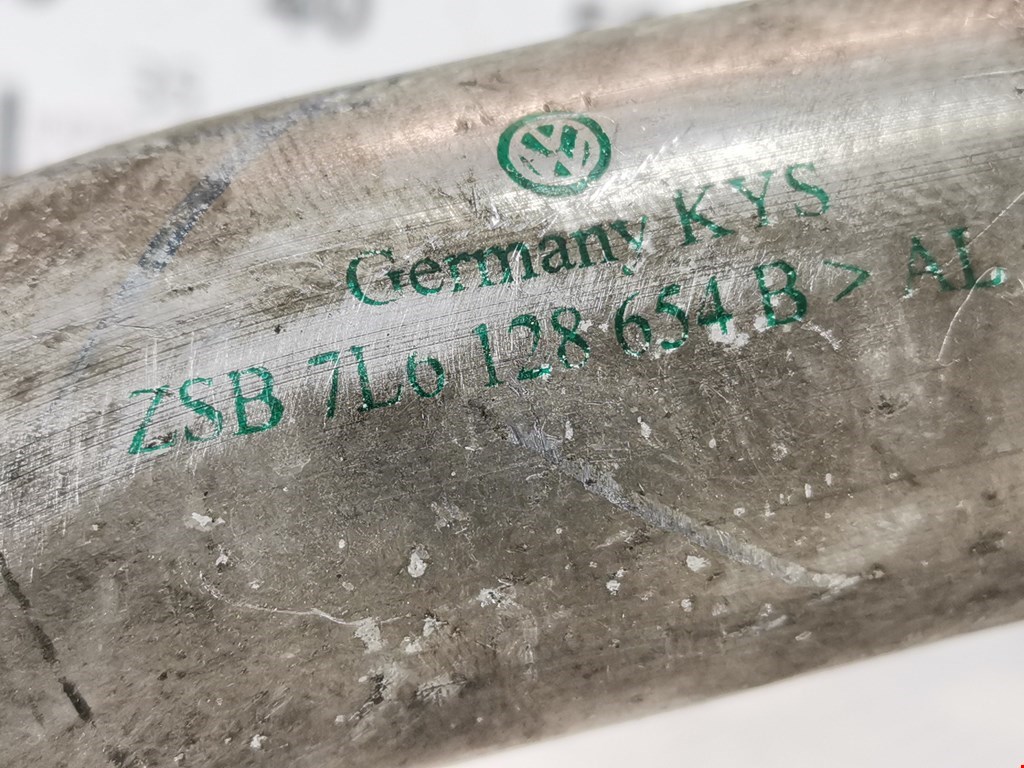 Germany KYS
ZSB 7L6 128 654 B > AL